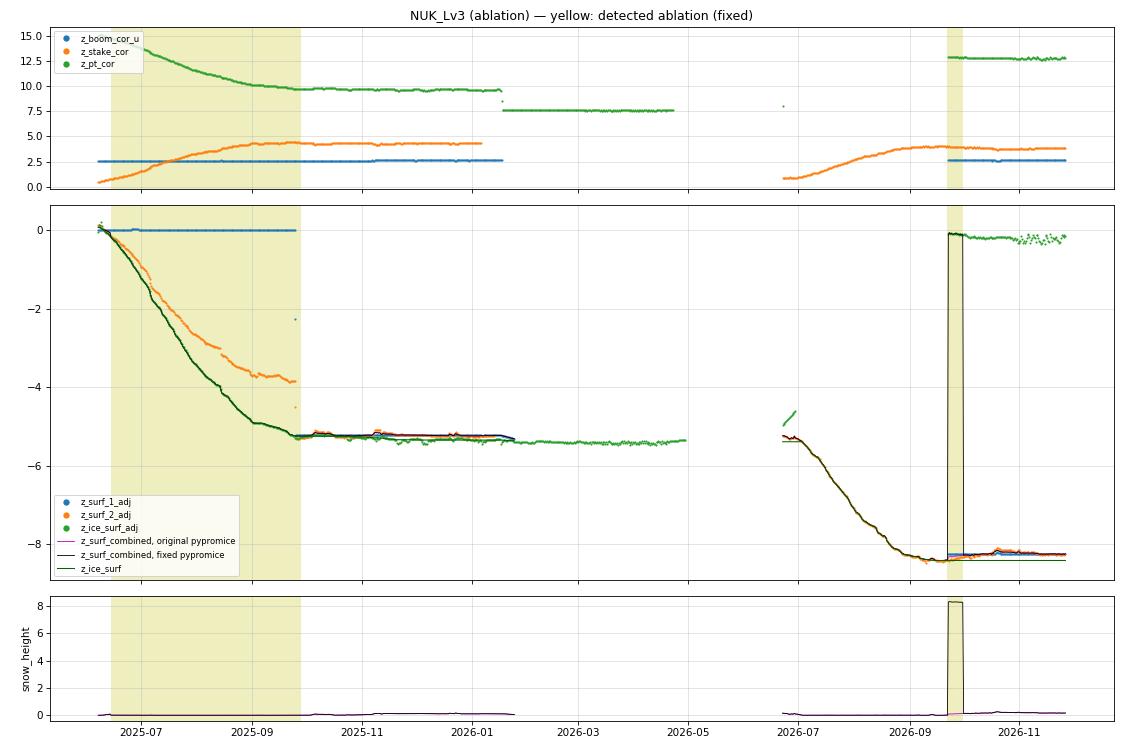 NUK_Lv3 (ablation) — yellow: detected ablation (fixed)
15.0
12.5
10.0
7.5
5.0
2.5
0.0
z_boom_cor_u
z_stake_cor
z_pt_cor
0
−2
−4
−6
−8
z_surf_1_adj
z_surf_2_adj
z_ice_surf_adj
z_surf_combined, original pypromice
z_surf_combined, fixed pypromice
z_ice_surf
snow_height
8
6
4
2
0
2025-07
2025-09
2025-11
2026-01
2026-03
2026-05
2026-07
2026-09
2026-11